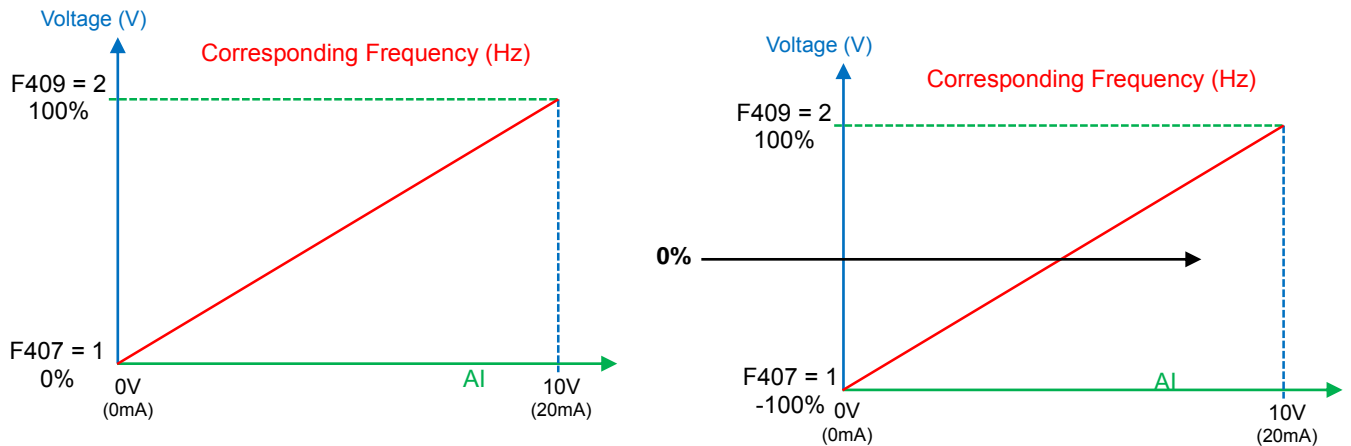 Voltage (V)
Corresponding Frequency (Hz)
F409 = 2
100%
F407 = 1
0%
AI
0V
(0mA)
10V
(20mA)
Voltage (V)
Corresponding Frequency (Hz)
F409 = 2
100%
0%
F407 = 1
-100%
AI
0V
(0mA)
10V
(20mA)